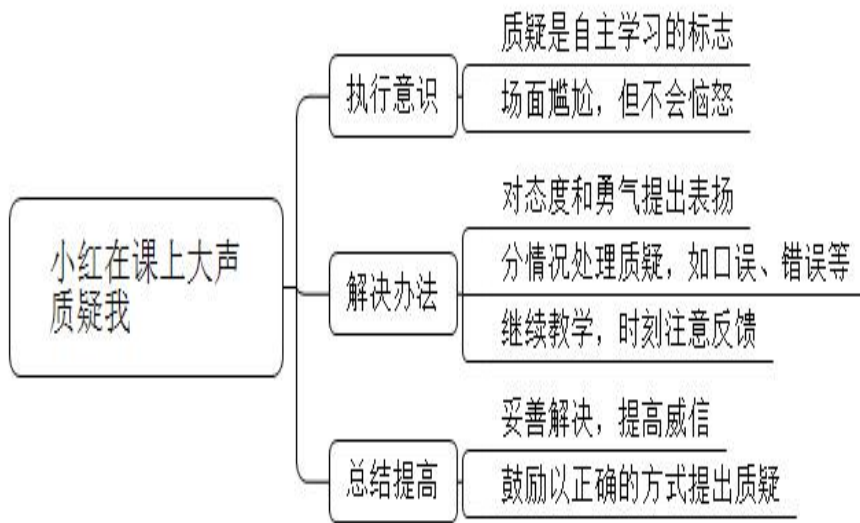 小红在课上大声
质疑我
执行意识
质疑是自主学习的标志
场面尴尬，但不会恼怒
解决办法
对态度和勇气提出表扬
分情况处理质疑，如口误、错误等
继续教学，时刻注意反馈
总结提高
妥善解决，提高威信
鼓励以正确的方式提出质疑